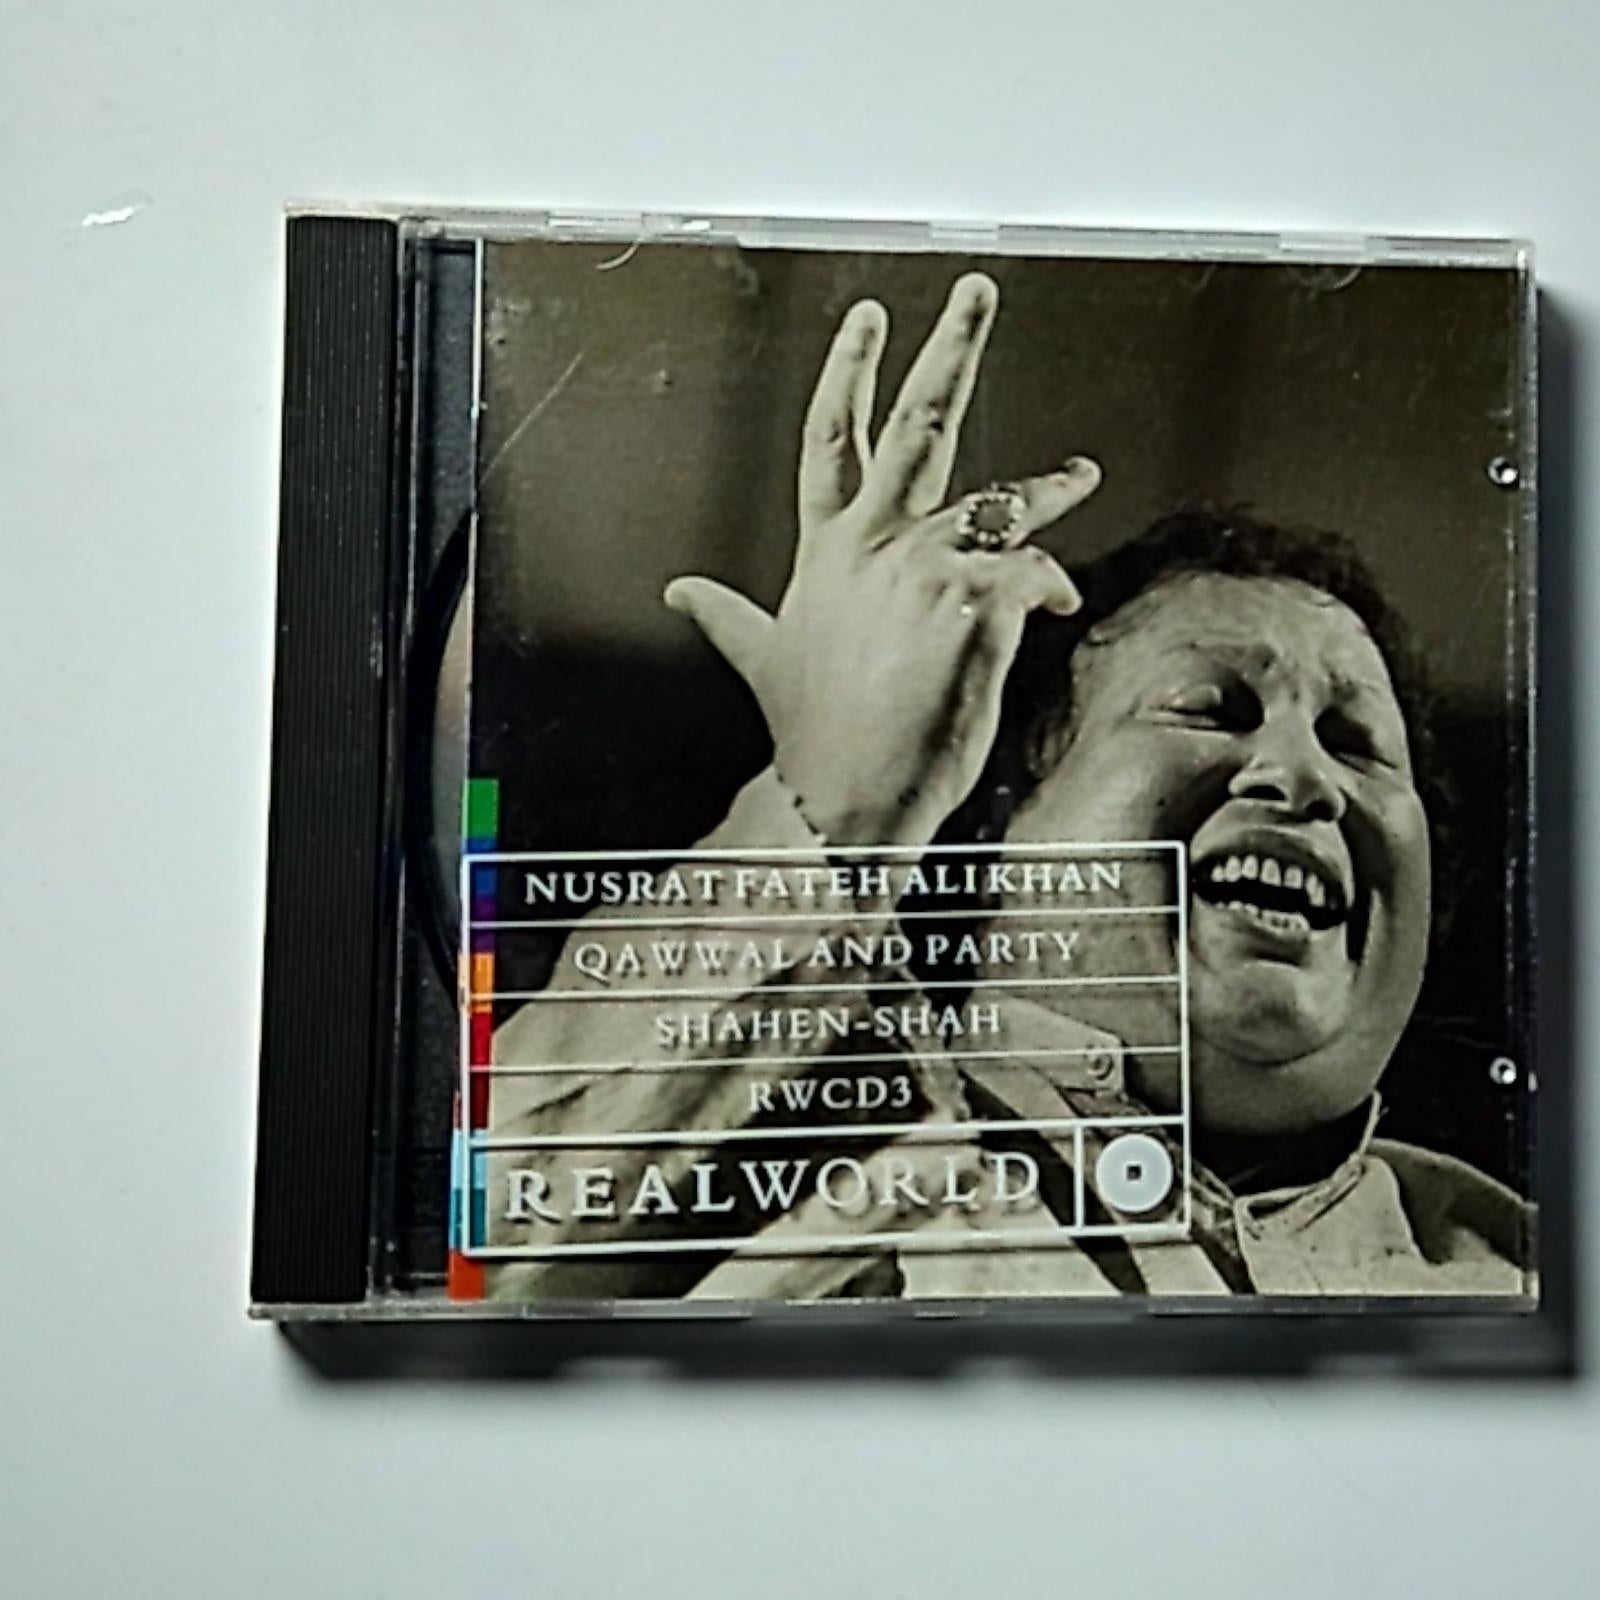 NUSRAT FATEH ALI KHAN
QAWWAL AND PARTY
SHAHEN-SHAH
RWCD3
REALWORLD